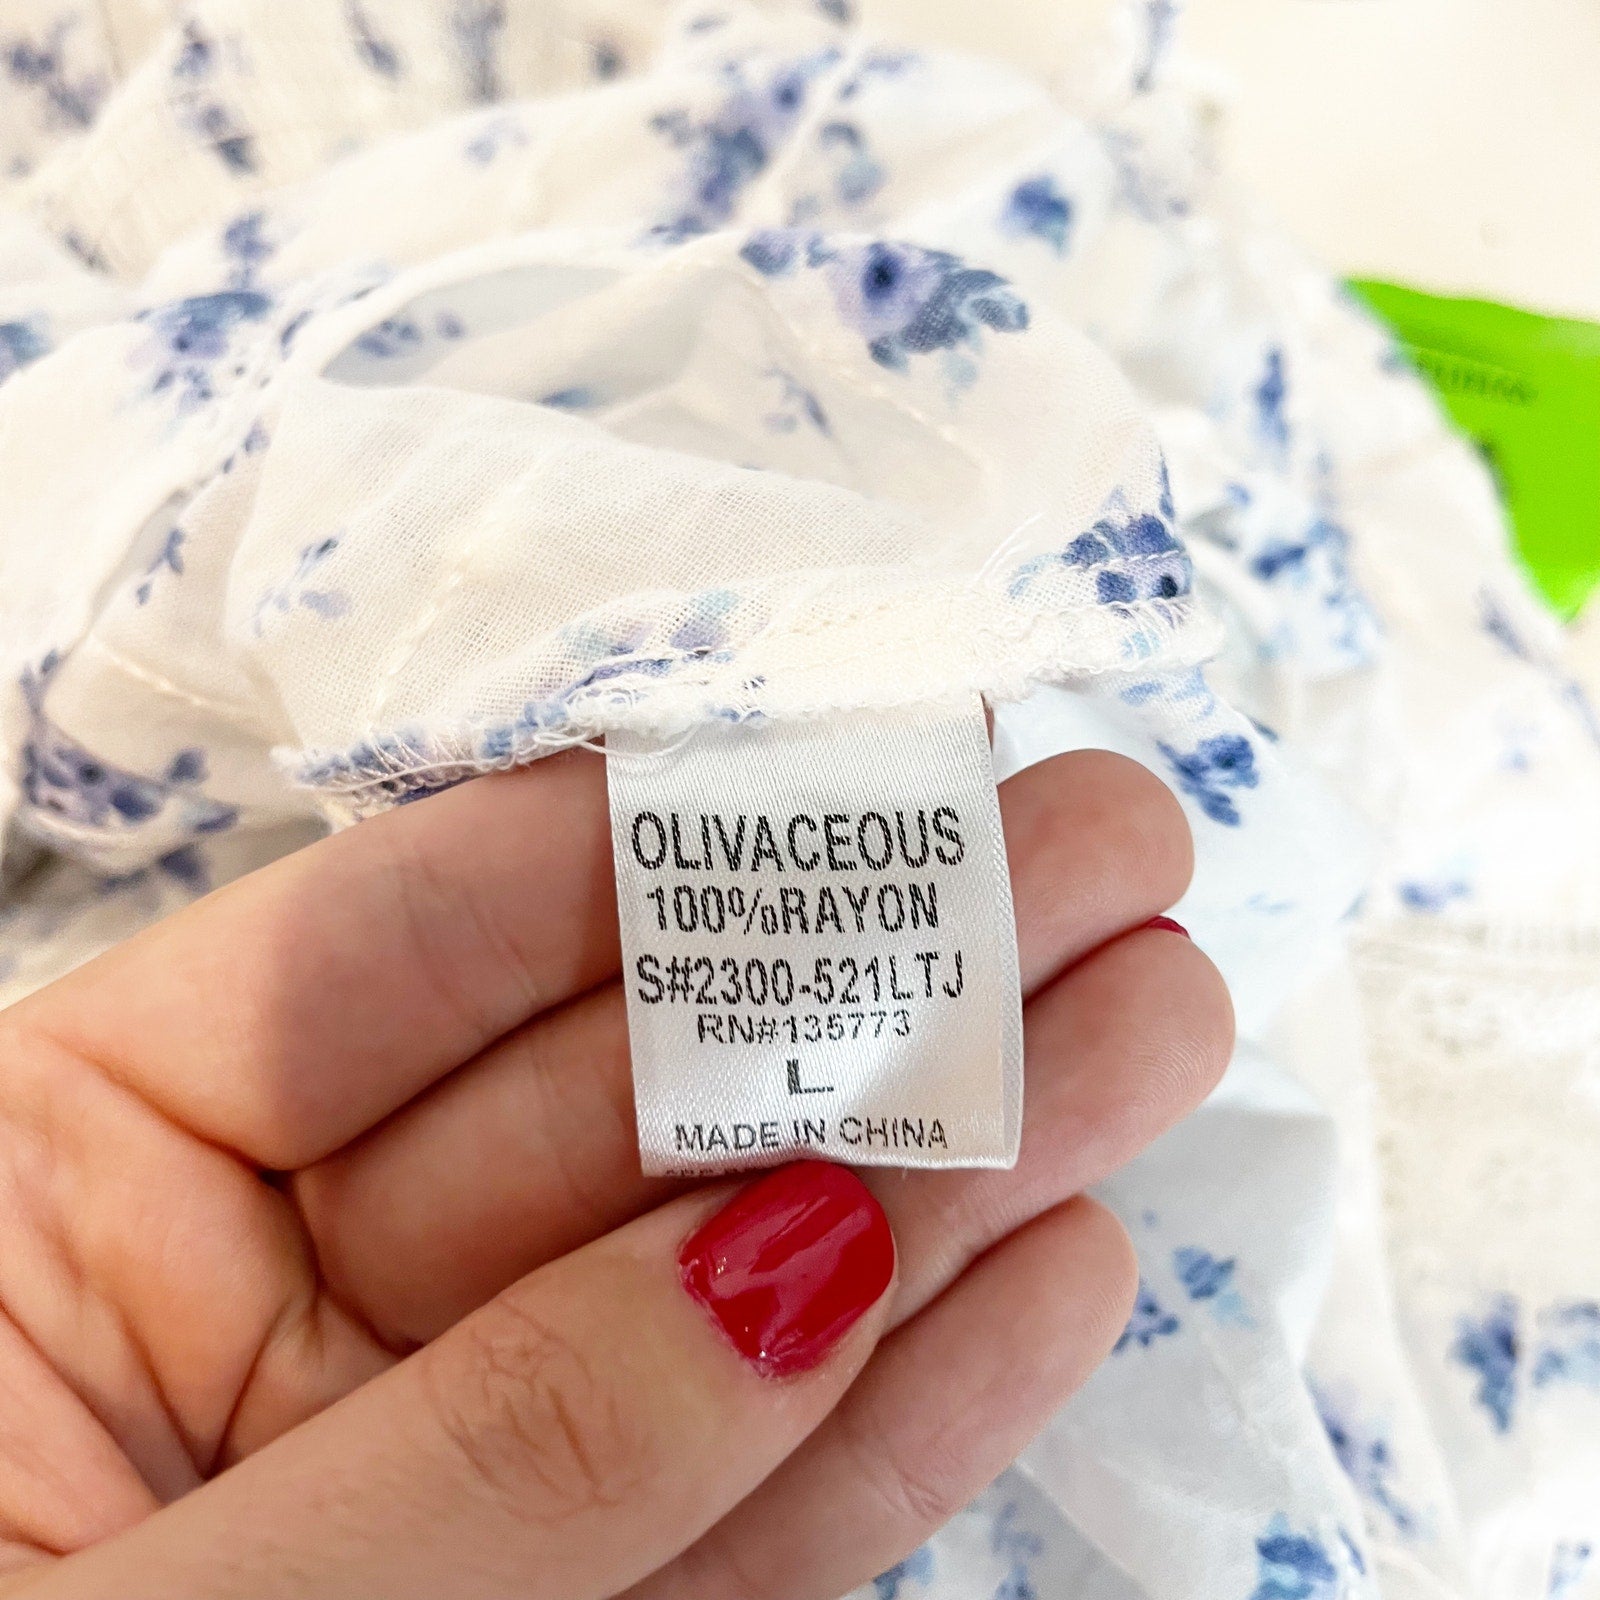 OLIVACEOUS
100%RAYON
S#2300-521LTJ
RN#135773
L
MADE IN CHINA